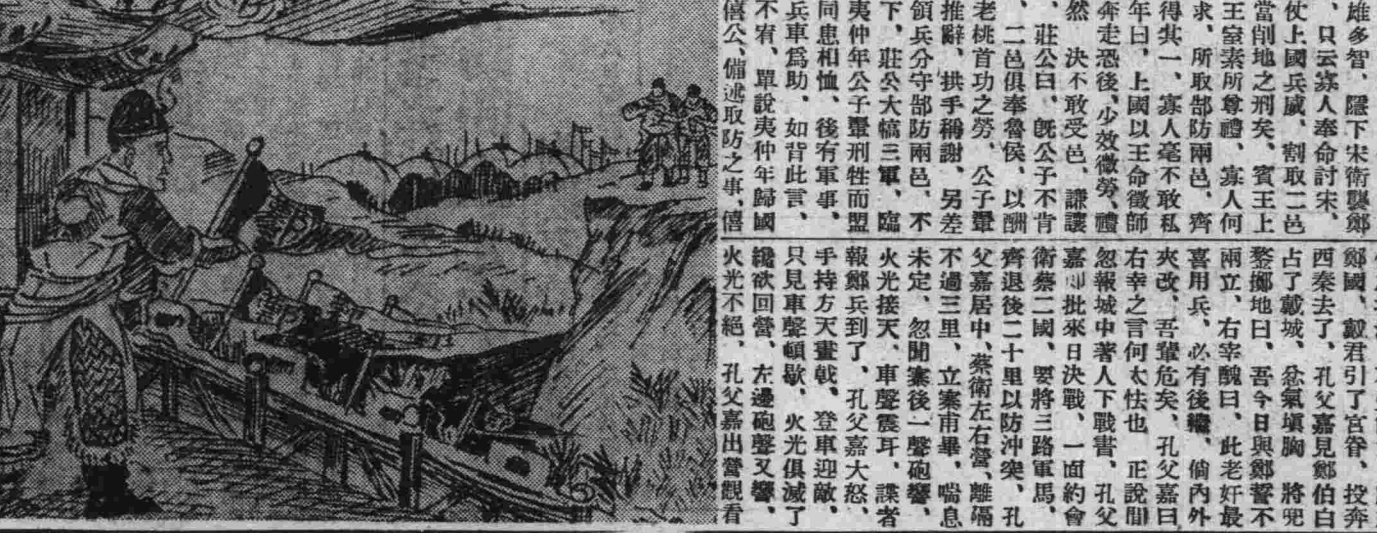 雄多智、隱下宋衛襲鄭
、只云寡人奉命討宋、
仗上國兵威、割取二邑
當削地之刑矣、賓王上
王室素所尊禮、寡人何
求、所取郜防兩邑、齊
得其一、寡人毫不敢私
年曰、上國以王命徵師
奔走恐後、少效微勞、禮
然　決不敢受邑、謙讓
、莊公曰、旣公子不肯
、二邑俱奉魯侯、以酬
老桃首功之勞、公子翬
推辭、拱手稱謝、另差
領兵分守郜防兩邑、不
下、莊公大犒三軍、臨
夷仲年公子翬刑牲而盟
同患相恤、後有軍事、
兵車爲助、如背此言、
不宥、單說夷仲年歸國
僖公、備述取防之事、僖
鄭國、戴君引了宮眷、投奔
西秦去了、孔父嘉見鄭伯白
占了戴城、忿氣塡胸　將兜
鍪擲地曰、吾今日與鄭誓不
兩立、右宰醜曰、此老奸最
喜用兵、必有後繼、倘內外
夾攻、吾輩危矣、孔父嘉曰
右宰之言何太怯也　正說間
忽報城中著人下戰書、孔父
嘉卽批來日決戰、一面約會
衛蔡二國、要將三路軍馬、
齊退後二十里以防沖突、孔
父嘉居中、蔡衛左右營、離隔
不過三里、立寨甫畢、喘息
未定、忽聞寨後一聲砲響、
火光接天、車聲震耳、諜者
報鄭兵到了、孔父嘉大怒、
手持方天畫戟、登車迎敵、
只見車聲頓歇、火光俱滅了
纔欲回營、左邊砲聲又響、
火光不絕、孔父嘉出營觀看